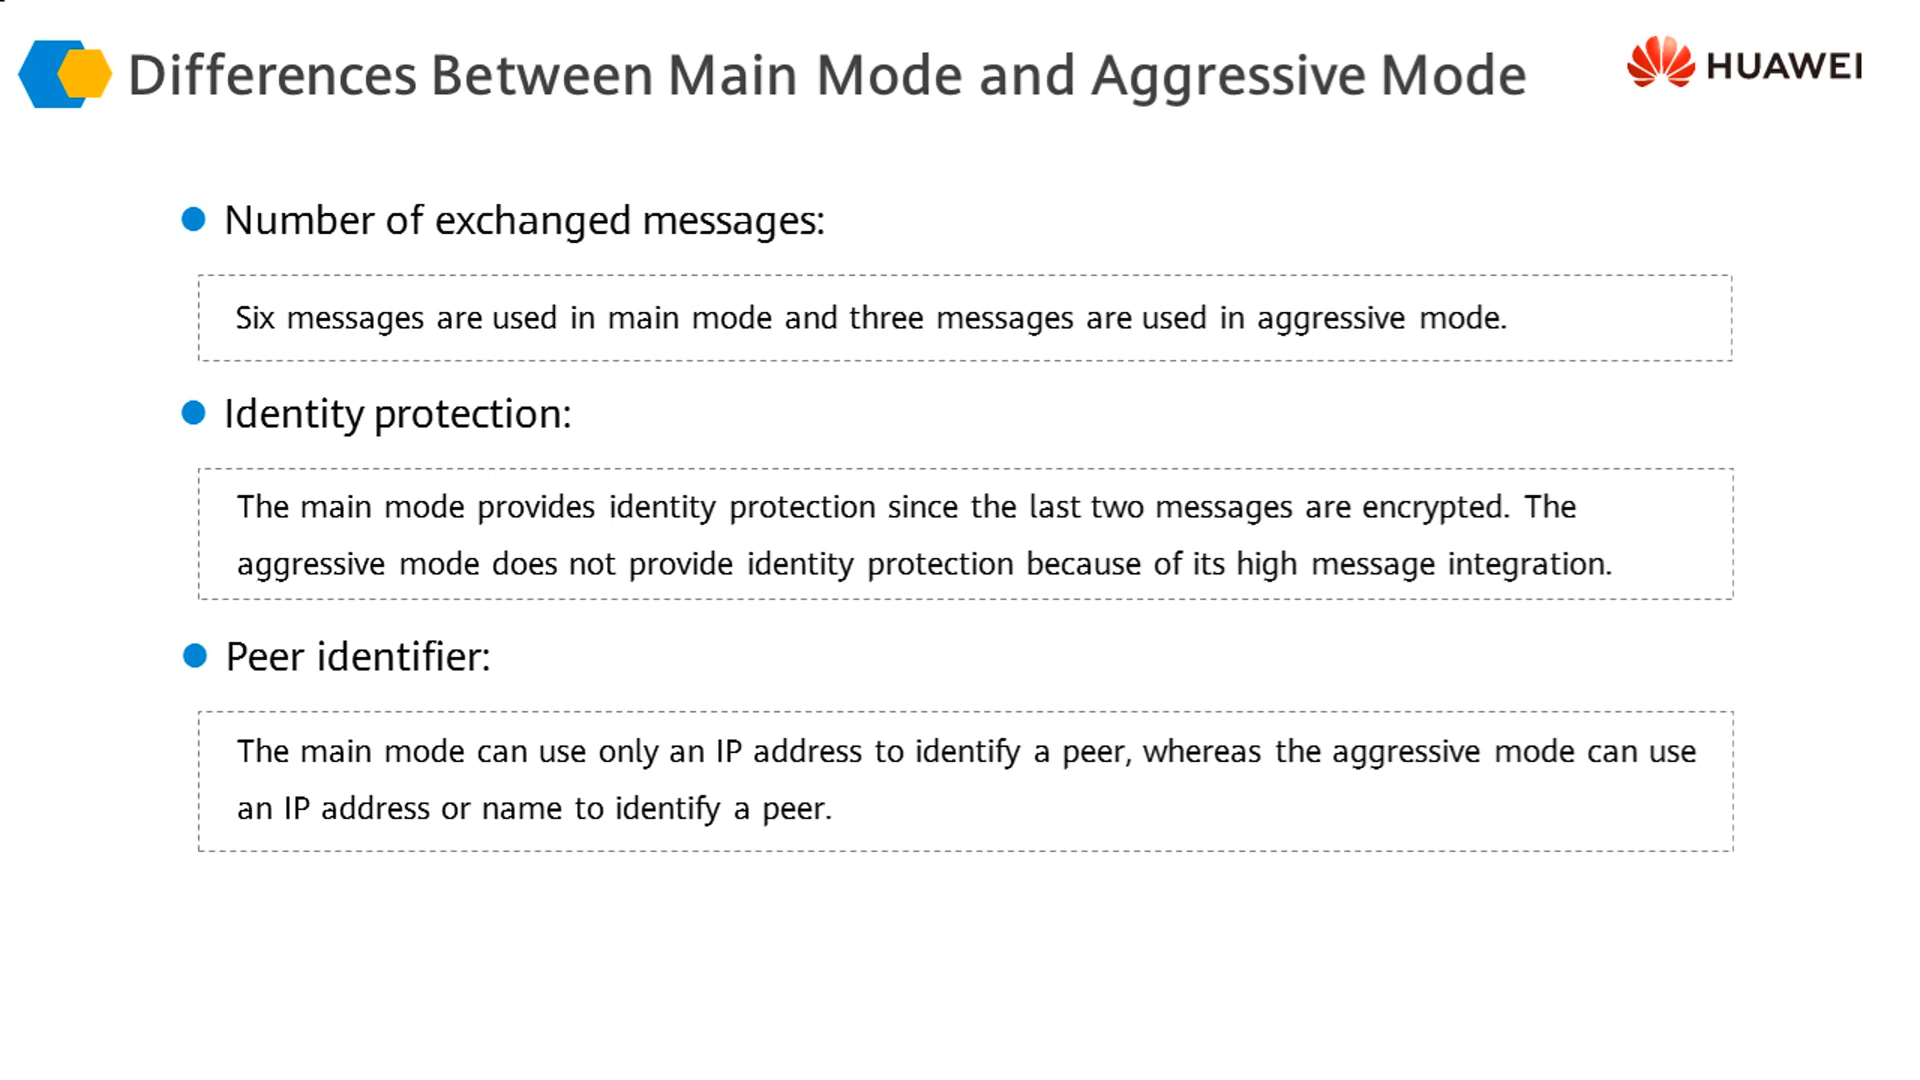 Differences Between Main Mode and Aggressive Mode
HUAWEI
Number of exchanged messages:
Six messages are used in main mode and three messages are used in aggressive mode.
Identity protection:
The main mode provides identity protection since the last two messages are encrypted. The
aggressive mode does not provide identity protection because of its high message integration.
Peer identifier:
The main mode can use only an IP address to identify a peer, whereas the aggressive mode can use
an IP address or name to identify a peer.